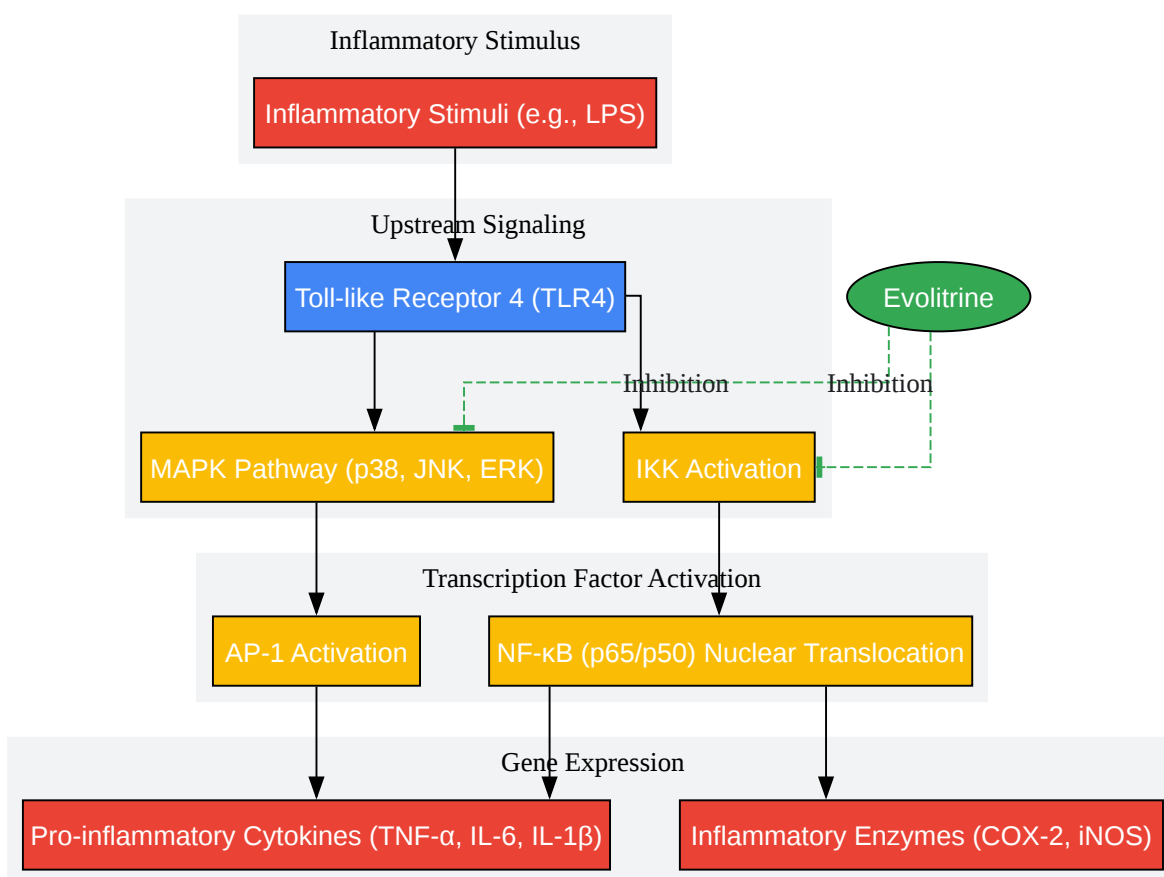 Inflammatory Stimulus
Inflammatory Stimuli (e.g., LPS)
Upstream Signaling
Toll-like Receptor 4 (TLR4)
Evolitrine
Inhibition
Inhibition
MAPK Pathway (p38, JNK, ERK)
IKK Activation
Transcription Factor Activation
AP-1 Activation
NF-κB (p65/p50) Nuclear Translocation
Gene Expression
Pro-inflammatory Cytokines (TNF-α, IL-6, IL-1β)
Inflammatory Enzymes (COX-2, iNOS)